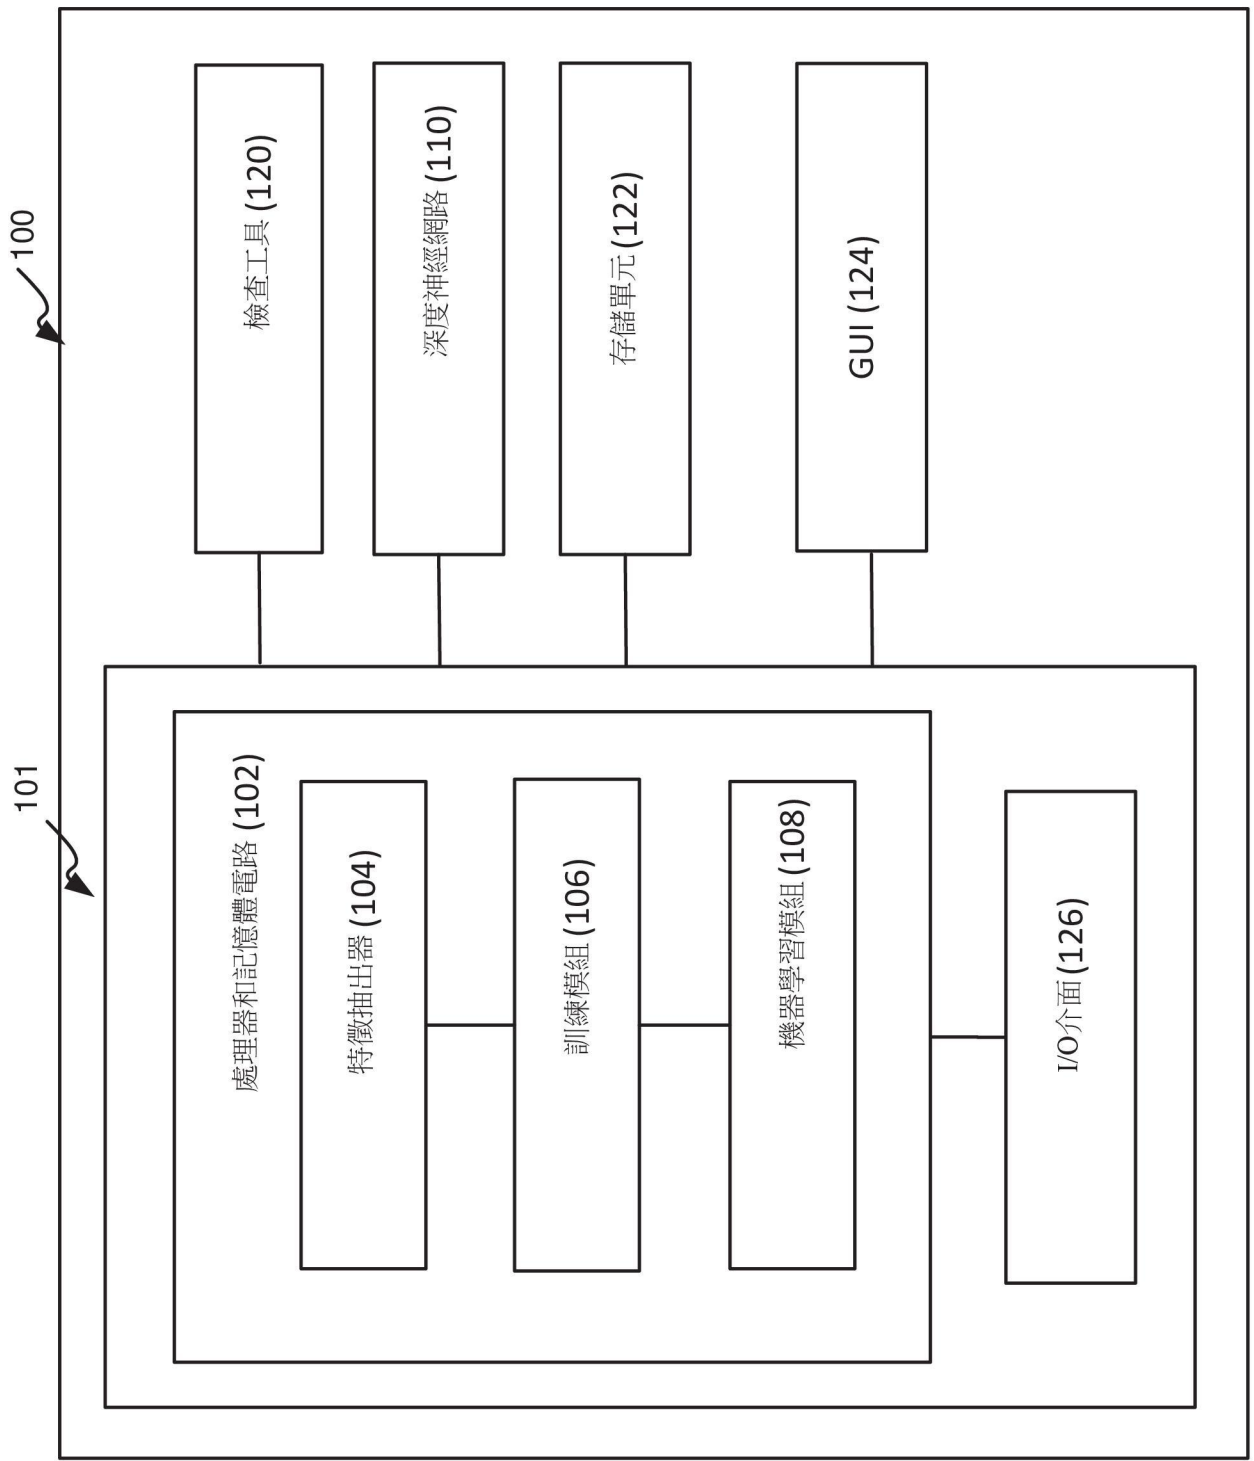 100
101
處理器和記憶體電路 (102)
特徵抽出器 (104)
訓練模組 (106)
機器學習模組 (108)
I/O介面 (126)
檢查工具 (120)
深度神經網路 (110)
存儲單元 (122)
GUI (124)